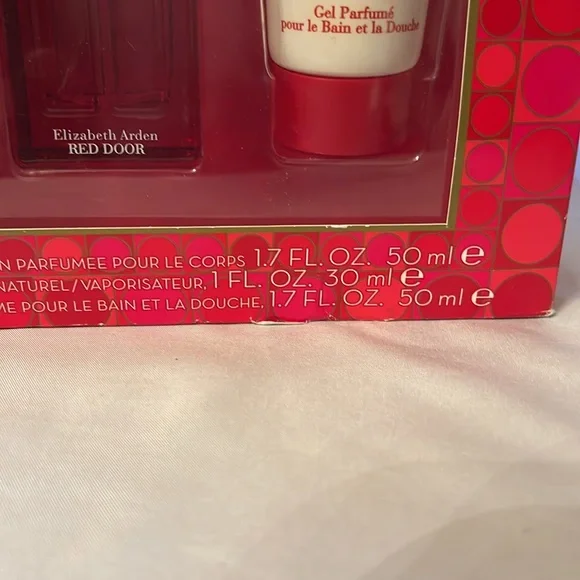 Gel Parfumé
pour le Bain et la Douche
Elizabeth Arden
RED DOOR
N PARFUMEE POUR LE CORPS 1.7 FL. OZ. 50 ml e
NATUREL/VAPORISATEUR, 1 FL. OZ. 30 ml e
ME POUR LE BAIN ET LA DOUCHE, 1.7 FL. OZ. 50 ml e